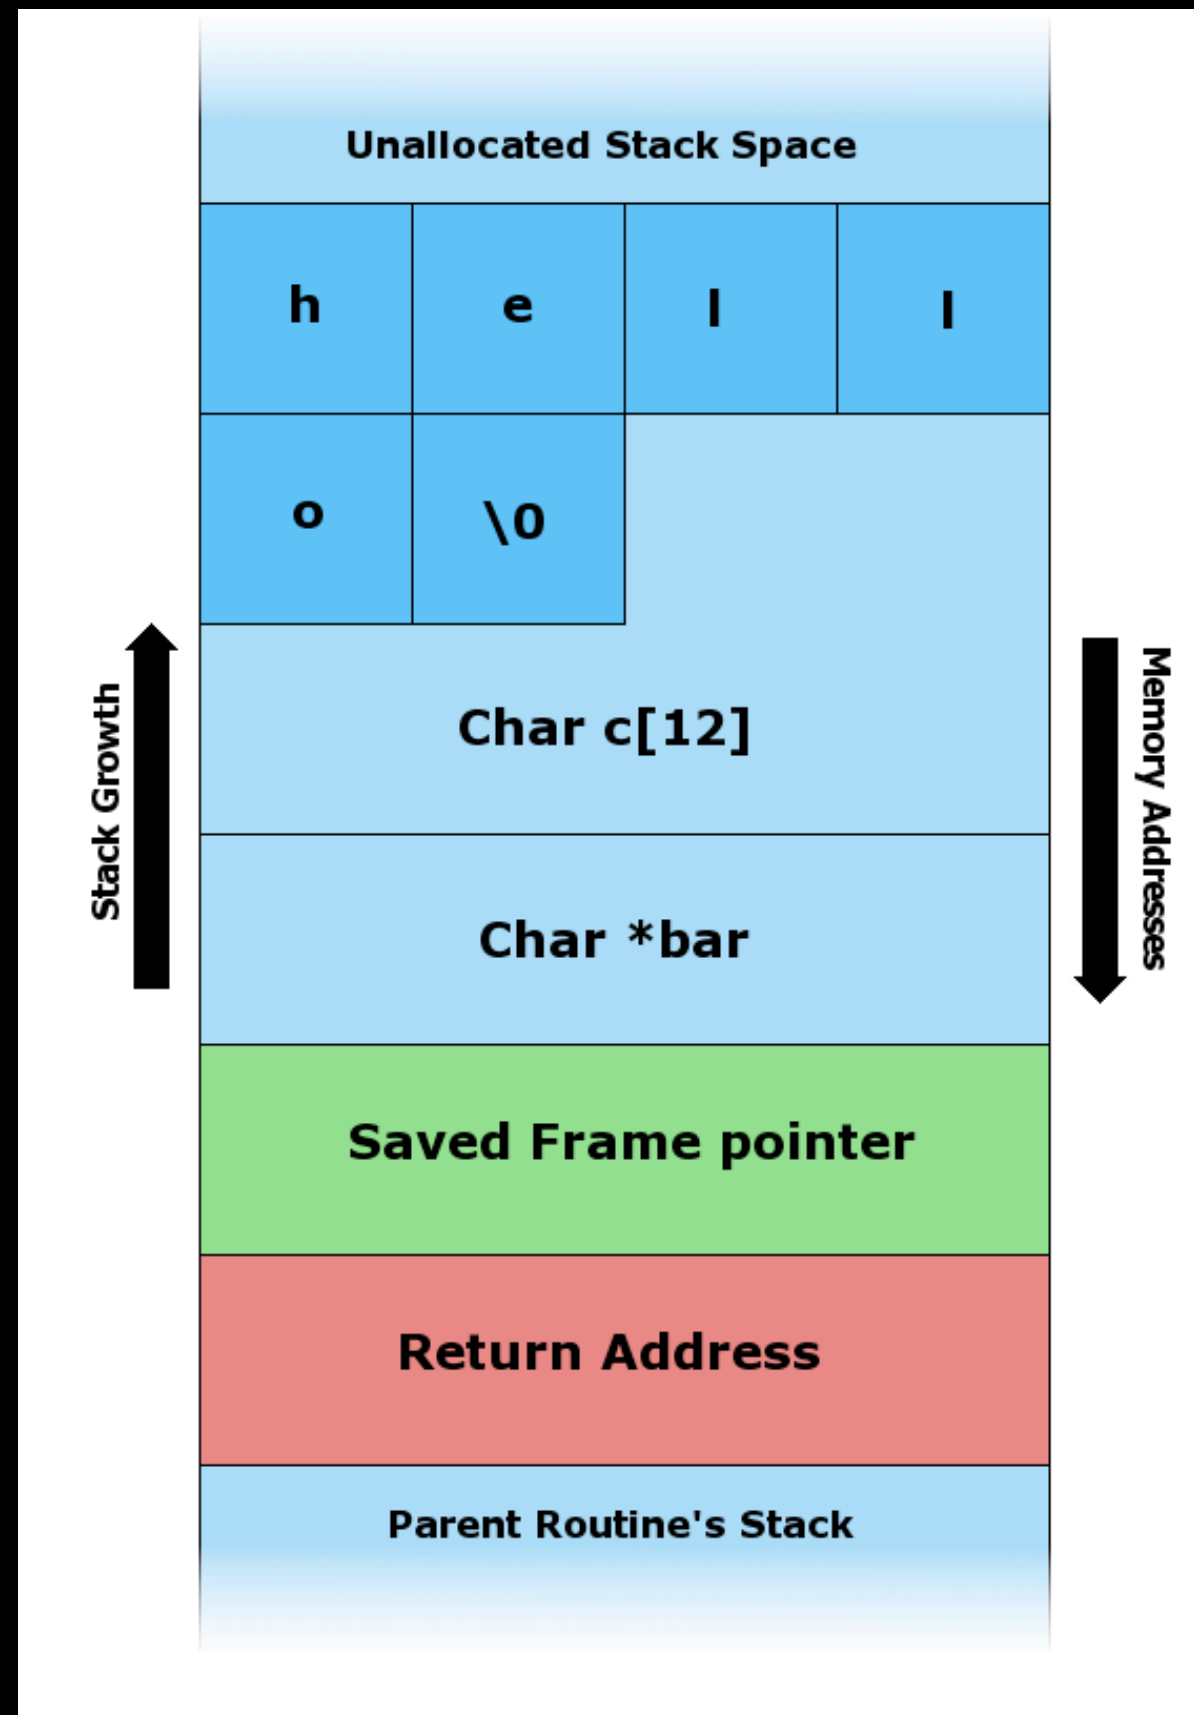 Unallocated Stack Space
h e l l
o \0
Char c[12]
Stack Growth
Memory Addresses
Char *bar
Saved Frame pointer
Return Address
Parent Routine's Stack